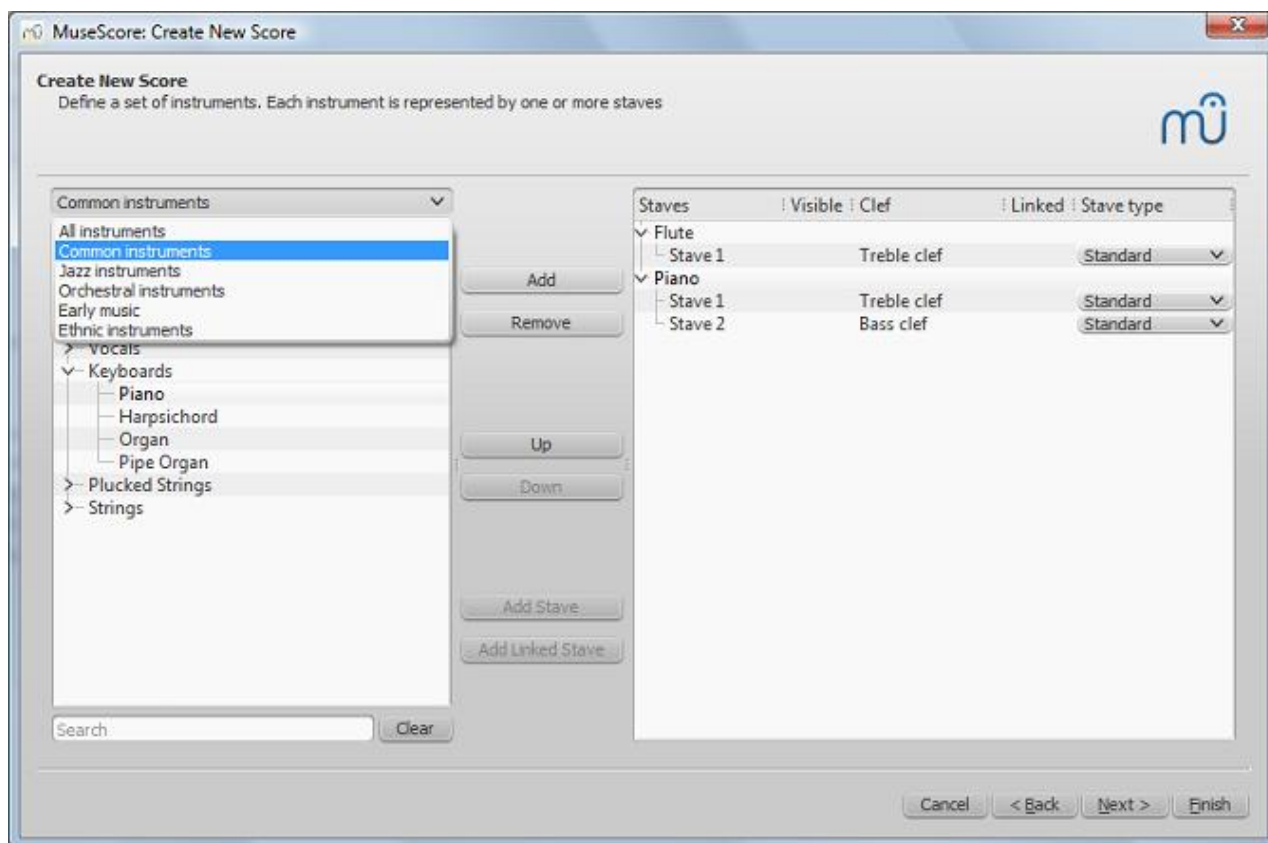 MuseScore: Create New Score
Create New Score
Define a set of instruments. Each instrument is represented by one or more staves
Common instruments
All instruments
Common instruments
Jazz instruments
Orchestral instruments
Early music
Ethnic instruments
Vocals
Keyboards
Piano
Harpsichord
Organ
Pipe Organ
Plucked Strings
Strings
Search
Clear
Add
Remove
Up
Down
Add Stave
Add Linked Stave
Staves Visible Clef Linked Stave type
Flute
Stave 1 Treble clef Standard
Piano
Stave 1 Treble clef Standard
Stave 2 Bass clef Standard
Cancel < Back Next > Finish